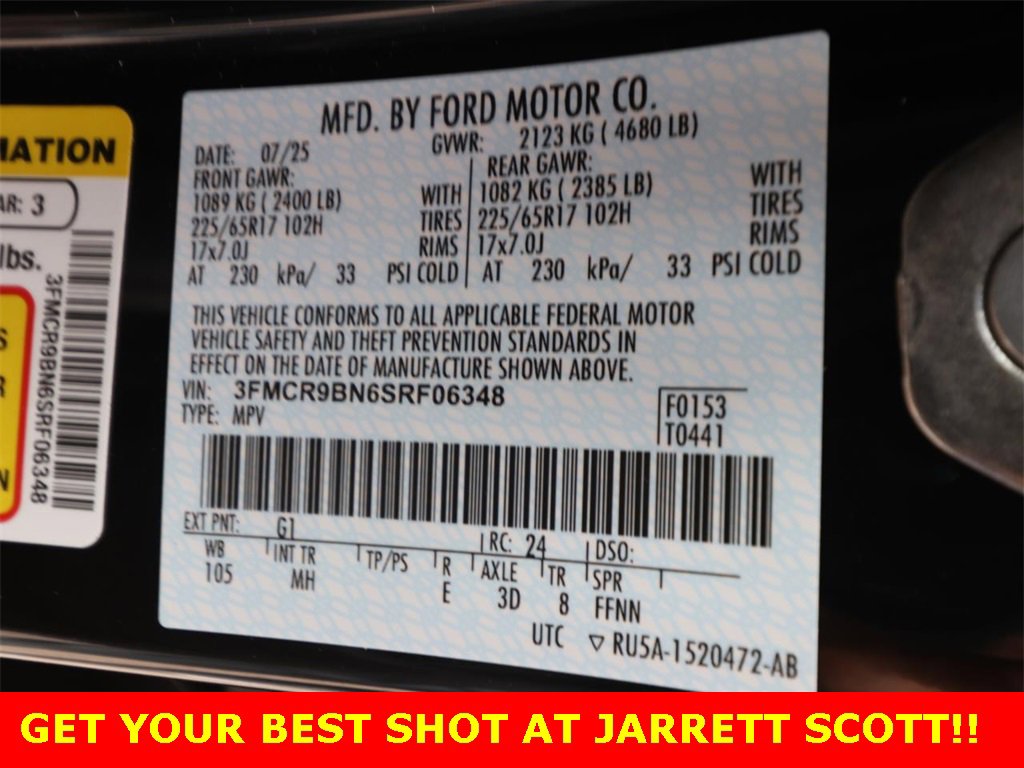 MATION
AR: 3
lbs.
3FMCR9BN6SRF06348
S
R
N
MFD. BY FORD MOTOR CO.
DATE: 07/25 GVWR: 2123 KG ( 4680 LB)
FRONT GAWR: REAR GAWR:
1089 KG ( 2400 LB) WITH 1082 KG ( 2385 LB) WITH
225/65R17 102H TIRES 225/65R17 102H TIRES
17x7.0J RIMS 17x7.0J RIMS
AT 230 kPa/ 33 PSI COLD AT 230 kPa/ 33 PSI COLD
THIS VEHICLE CONFORMS TO ALL APPLICABLE FEDERAL MOTOR
VEHICLE SAFETY AND THEFT PREVENTION STANDARDS IN
EFFECT ON THE DATE OF MANUFACTURE SHOWN ABOVE.
VIN: 3FMCR9BN6SRF06348
TYPE: MPV
F0153
T0441
EXT PNT: G1 RC: 24 DSO:
WB INT TR TP/PS R AXLE TR SPR
105 MH E 3D 8 FFNN
UTC ▽ RU5A-1520472-AB
GET YOUR BEST SHOT AT JARRETT SCOTT!!